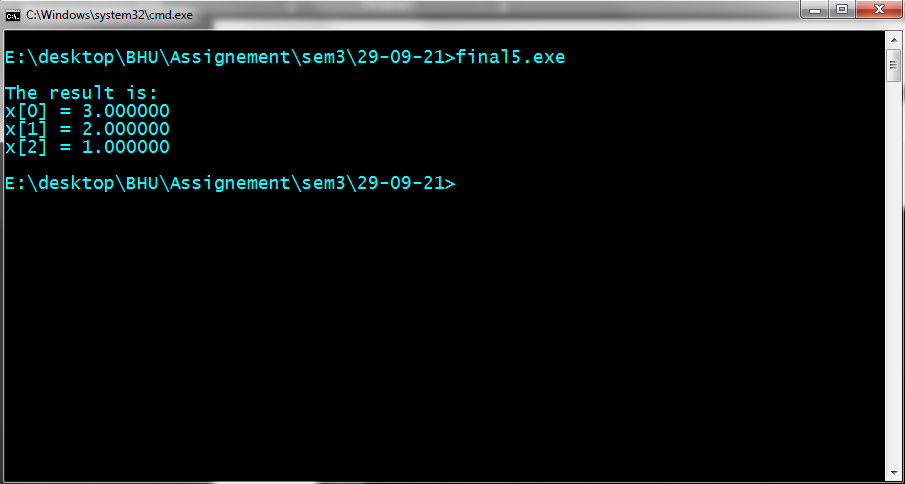 C:\Windows\system32\cmd.exe
E:\desktop\BHU\Assignement\sem3\29-09-21>final5.exe
The result is:
x[0] = 3.000000
x[1] = 2.000000
x[2] = 1.000000
E:\desktop\BHU\Assignement\sem3\29-09-21>